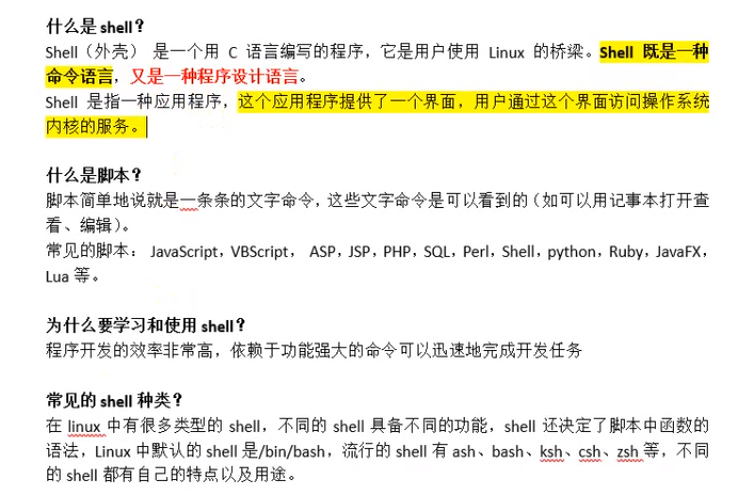 什么是 shell？
Shell（外壳） 是一个用 C 语言编写的程序，它是用户使用 Linux 的桥梁。Shell 既是一种
命令语言，又是一种程序设计语言。
Shell 是指一种应用程序，这个应用程序提供了一个界面，用户通过这个界面访问操作系统
内核的服务。
什么是脚本？
脚本简单地说就是一条条的文字命令，这些文字命令是可以看到的（如可以用记事本打开查
看、编辑）。
常见的脚本： JavaScript，VBScript， ASP，JSP，PHP，SQL，Perl，Shell，python，Ruby，JavaFX，
Lua 等。
为什么要学习和使用 shell？
程序开发的效率非常高，依赖于功能强大的命令可以迅速地完成开发任务
常见的 shell 种类？
在 linux 中有很多类型的 shell，不同的 shell 具备不同的功能，shell 还决定了脚本中函数的
语法，Linux 中默认的 shell 是/bin/bash，流行的 shell 有 ash、bash、ksh、csh、zsh 等，不同
的 shell 都有自己的特点以及用途。